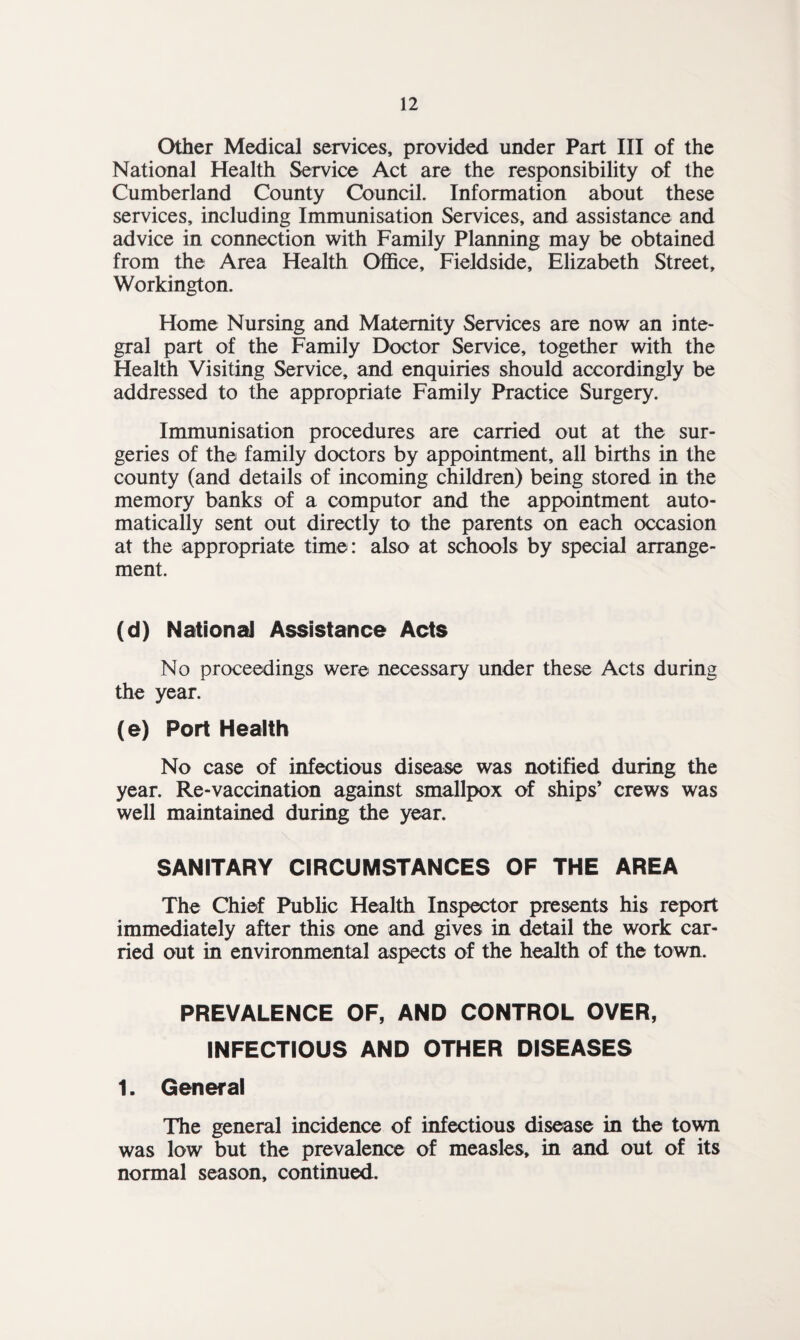 12
Other Medical services, provided under Part III of the
National Health Service Act are the responsibility of the
Cumberland County Council. Information about these
services, including Immunisation Services, and assistance and
advice in connection with Family Planning may be obtained
from the Area Health Office, Fieldside, Elizabeth Street,
Workington.
Home Nursing and Maternity Services are now an inte-
gral part of the Family Doctor Service, together with the
Health Visiting Service, and enquiries should accordingly be
addressed to the appropriate Family Practice Surgery.
Immunisation procedures are carried out at the sur-
geries of the family doctors by appointment, all births in the
county (and details of incoming children) being stored in the
memory banks of a computor and the appointment auto-
matically sent out directly to the parents on each occasion
at the appropriate time: also at schools by special arrange-
ment.
(d) National Assistance Acts
No proceedings were necessary under these Acts during
the year.
(e) Port Health
No case of infectious disease was notified during the
year. Re-vaccination against smallpox of ships' crews was
well maintained during the year.
SANITARY CIRCUMSTANCES OF THE AREA
The Chief Public Health Inspector presents his report
immediately after this one and gives in detail the work car-
ried out in environmental aspects of the health of the town.
PREVALENCE OF, AND CONTROL OVER,
INFECTIOUS AND OTHER DISEASES
1. General
The general incidence of infectious disease in the town
was low but the prevalence of measles, in and out of its
normal season, continued.